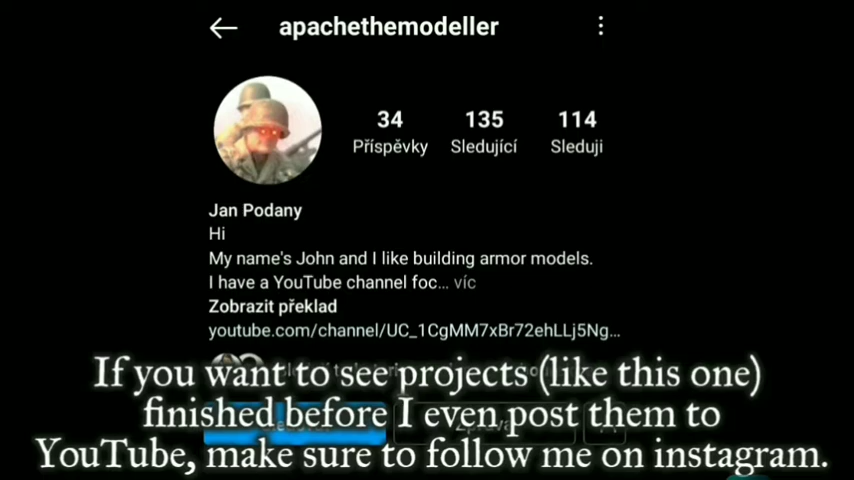 apachethemodeller
34 135 114
Příspěvky Sledující Sleduji
Jan Podany
Hi
My name's John and I like building armor models.
I have a YouTube channel foc... víc
Zobrazit překlad
youtube.com/channel/UC_1CgMM7xBr72ehLLj5Ng...
If you want to see projects (like this one)
finished before I even post them to
YouTube, make sure to follow me on instagram.